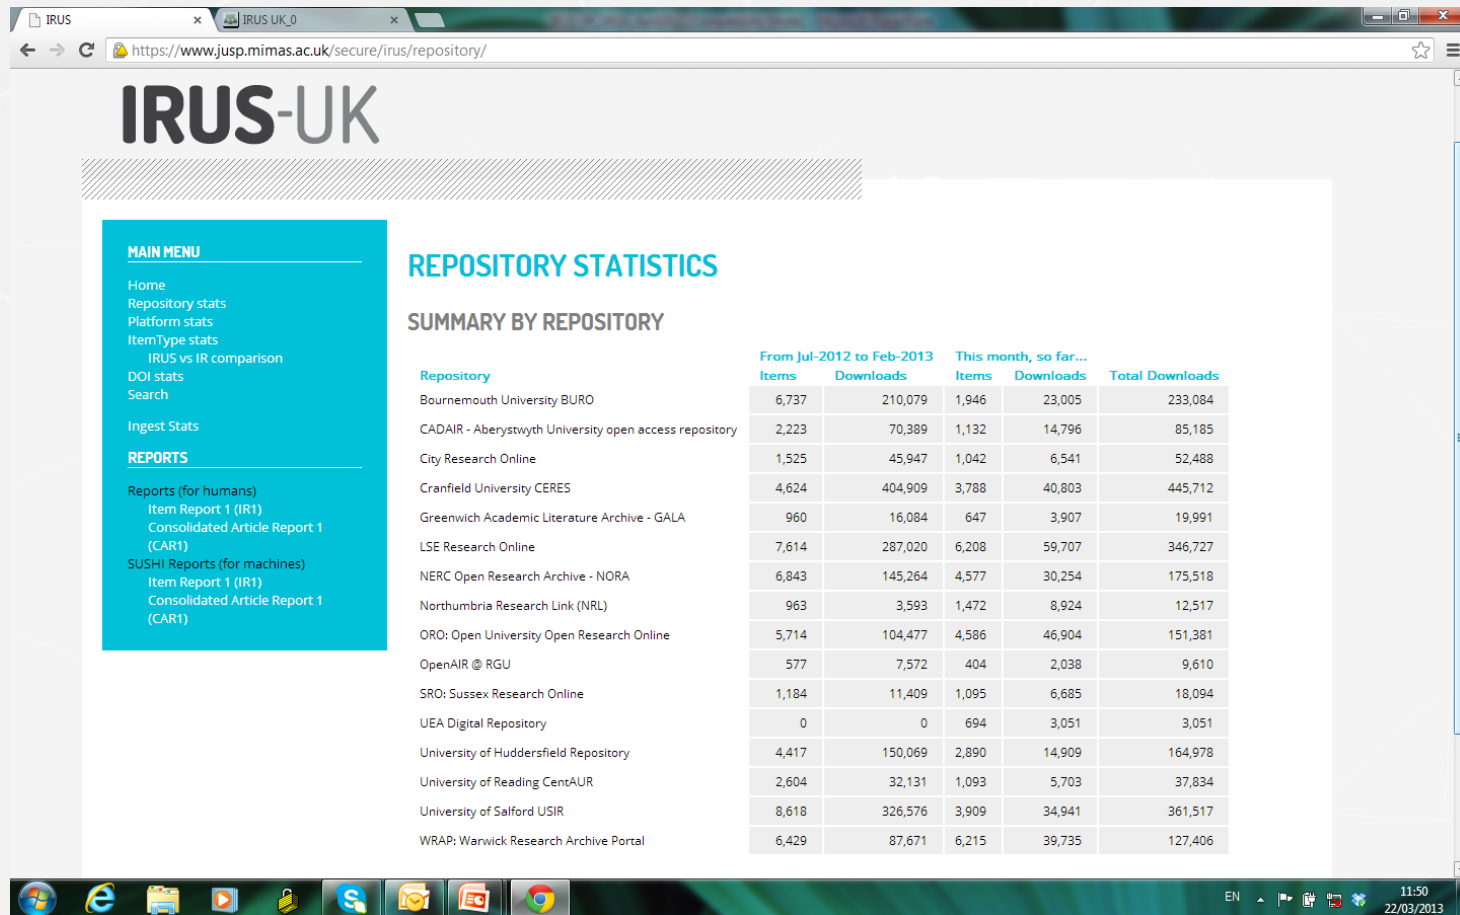 IRUS
IRUS UK_0
https://www.jusp.mimas.ac.uk/secure/irus/repository/
IRUS-UK
MAIN MENU
Home
Repository stats
Platform stats
ItemType stats
IRUS vs IR comparison
DOI stats
Search
Ingest Stats
REPORTS
Reports (for humans)
Item Report 1 (IR1)
Consolidated Article Report 1
(CAR1)
SUSHI Reports (for machines)
Item Report 1 (IR1)
Consolidated Article Report 1
(CAR1)
REPOSITORY STATISTICS
SUMMARY BY REPOSITORY
From Jul-2012 to Feb-2013 This month, so far...
Repository Items Downloads Items Downloads Total Downloads
Bournemouth University BURO 6,737 210,079 1,946 23,005 233,084
CADAIR - Aberystwyth University open access repository 2,223 70,389 1,132 14,796 85,185
City Research Online 1,525 45,947 1,042 6,541 52,488
Cranfield University CERES 4,624 404,909 3,788 40,803 445,712
Greenwich Academic Literature Archive - GALA 960 16,084 647 3,907 19,991
LSE Research Online 7,614 287,020 6,208 59,707 346,727
NERC Open Research Archive - NORA 6,843 145,264 4,577 30,254 175,518
Northumbria Research Link (NRL) 963 3,593 1,472 8,924 12,517
ORO: Open University Open Research Online 5,714 104,477 4,586 46,904 151,381
OpenAIR @ RGU 577 7,572 404 2,038 9,610
SRO: Sussex Research Online 1,184 11,409 1,095 6,685 18,094
UEA Digital Repository 0 0 694 3,051 3,051
University of Huddersfield Repository 4,417 150,069 2,890 14,909 164,978
University of Reading CentAUR 2,604 32,131 1,093 5,703 37,834
University of Salford USIR 8,618 326,576 3,909 34,941 361,517
WRAP: Warwick Research Archive Portal 6,429 87,671 6,215 39,735 127,406
EN
11:50
22/03/2013